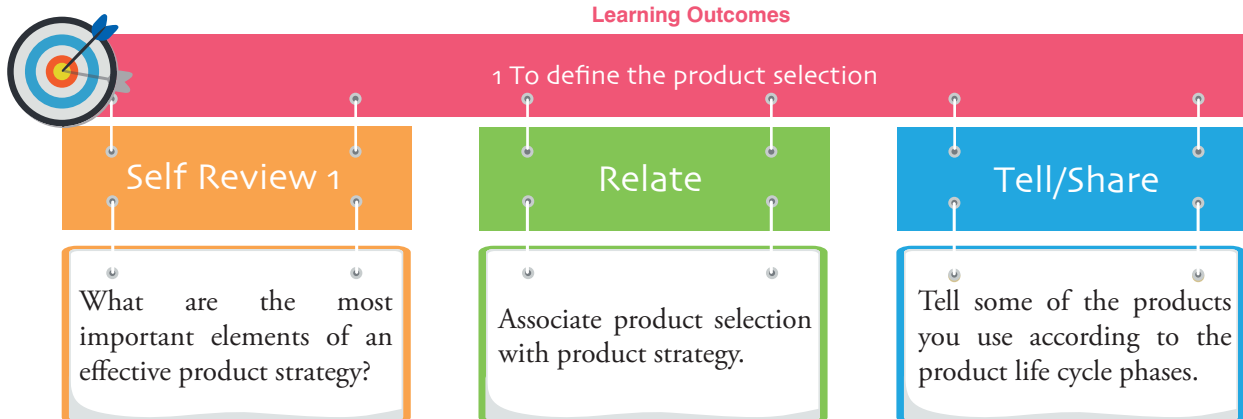 Learning Outcomes
1 To define the product selection
Self Review 1
Relate
Tell/Share
What are the most
important elements of an
effective product strategy?
Associate product selection
with product strategy.
Tell some of the products
you use according to the
product life cycle phases.